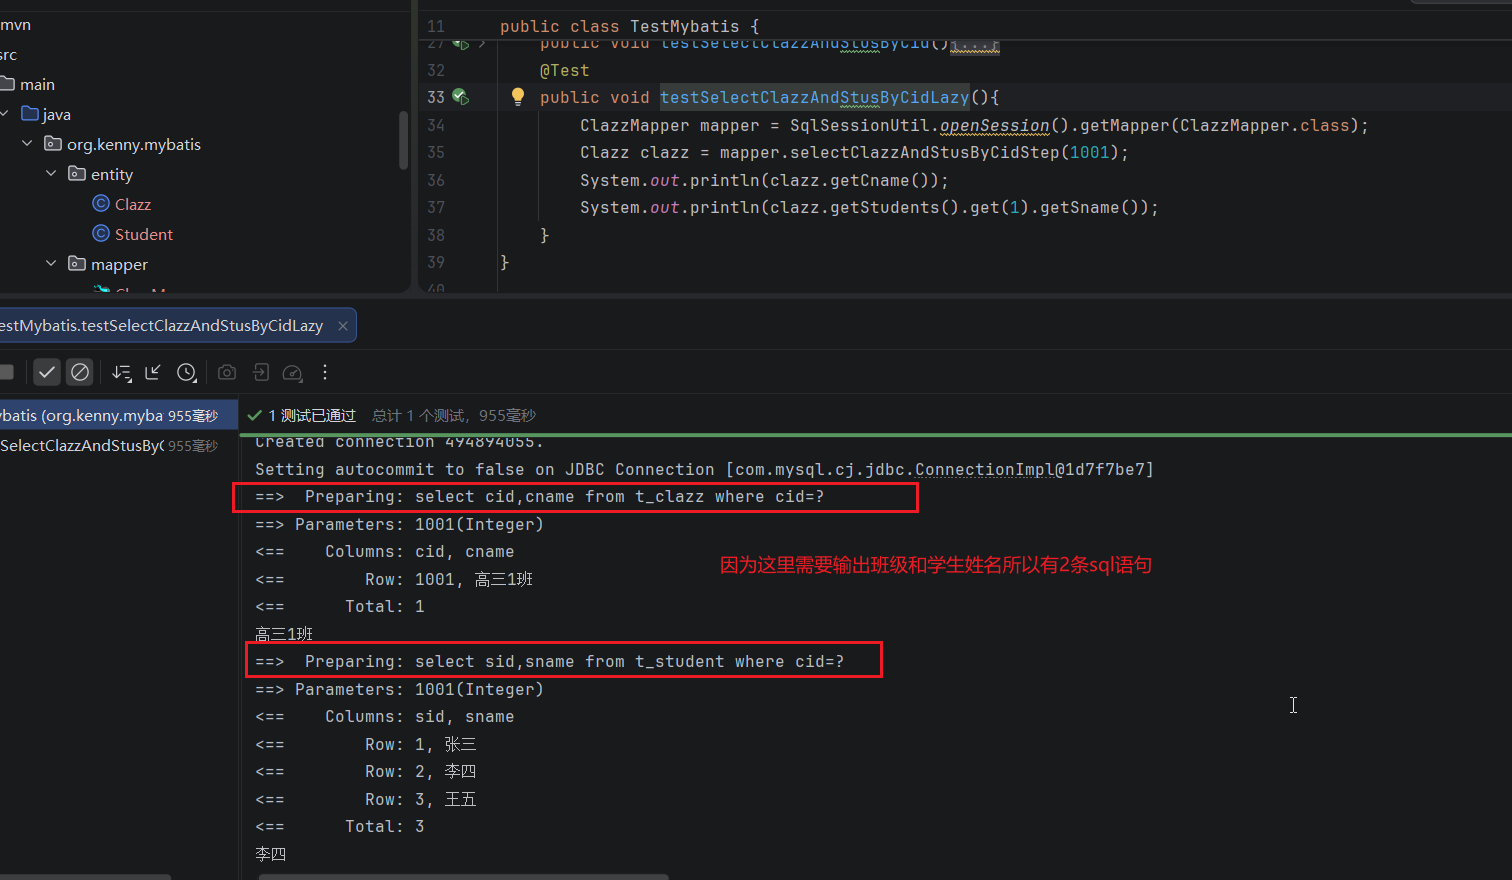 mvn
src
main
java
org.kenny.mybatis
entity
Clazz
Student
mapper
11 public class TestMybatis {
27 public void testSelectClazzAndStusByCid(){...}
32 @Test
33 public void testSelectClazzAndStusByCidLazy(){
34 ClazzMapper mapper = SqlSessionUtil.openSession().getMapper(ClazzMapper.class);
35 Clazz clazz = mapper.selectClazzAndStusByCidStep(1001);
36 System.out.println(clazz.getCname());
37 System.out.println(clazz.getStudents().get(1).getSname());
38 }
39 }
40
estMybatis.testSelectClazzAndStusByCidLazy ×
ybatis (org.kenny.myba 955毫秒
SelectClazzAndStusBy( 955毫秒
1 测试已通过 总计 1 个测试，955毫秒
Created connection 494894055.
Setting autocommit to false on JDBC Connection [com.mysql.cj.jdbc.ConnectionImpl@1d7f7be7]
==>  Preparing: select cid,cname from t_clazz where cid=?
==> Parameters: 1001(Integer)
<==    Columns: cid, cname
<==        Row: 1001, 高三1班
<==      Total: 1
因为这里需要输出班级和学生姓名所以有2条sql语句
高三1班
==>  Preparing: select sid,sname from t_student where cid=?
==> Parameters: 1001(Integer)
<==    Columns: sid, sname
<==        Row: 1, 张三
<==        Row: 2, 李四
<==        Row: 3, 王五
<==      Total: 3
李四